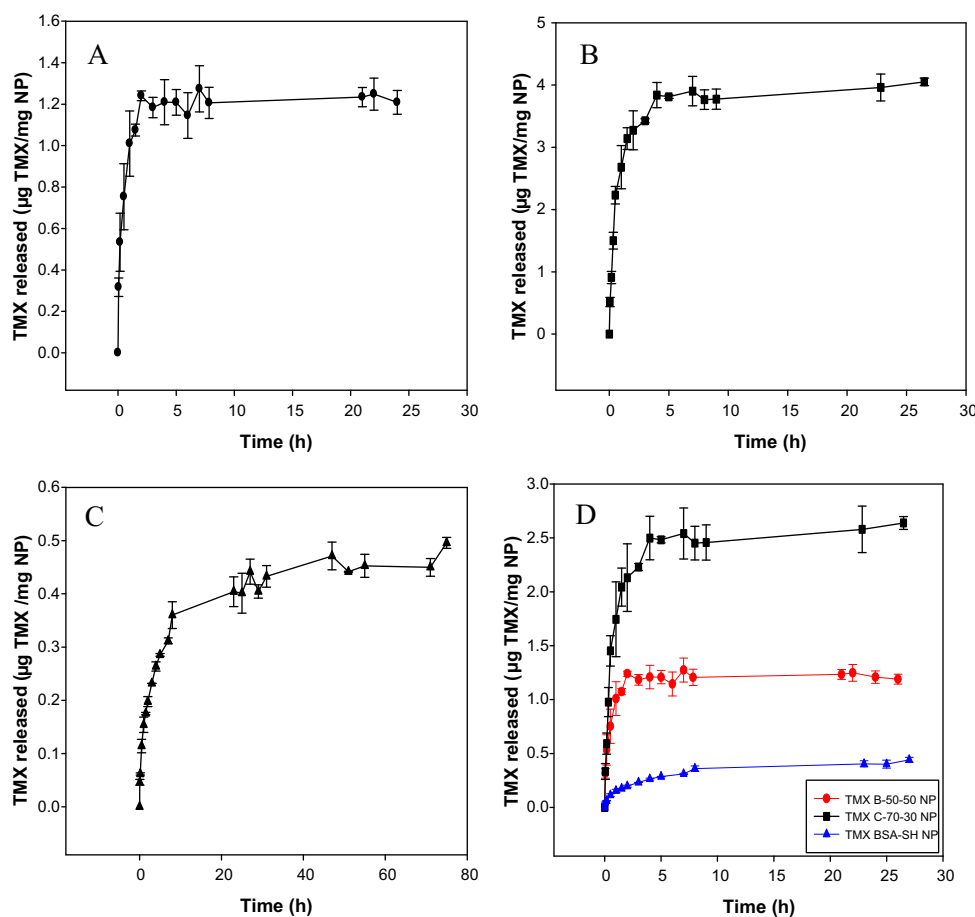 A
TMX released (µg TMX/mg NP)
1.6
1.4
1.2
1.0
0.8
0.6
0.4
0.2
0.0
0 5 10 15 20 25 30
Time (h)
B
TMX released (µg TMX/mg NP)
5
4
3
2
1
0
0 5 10 15 20 25 30
Time (h)
C
TMX released (µg TMX /mg NP)
0.6
0.5
0.4
0.3
0.2
0.1
0.0
0 20 40 60 80
Time (h)
D
TMX released (µg TMX/mg NP)
3.0
2.5
2.0
1.5
1.0
0.5
0.0
0 5 10 15 20 25 30
Time (h)
TMX B-50-50 NP
TMX C-70-30 NP
TMX BSA-SH NP